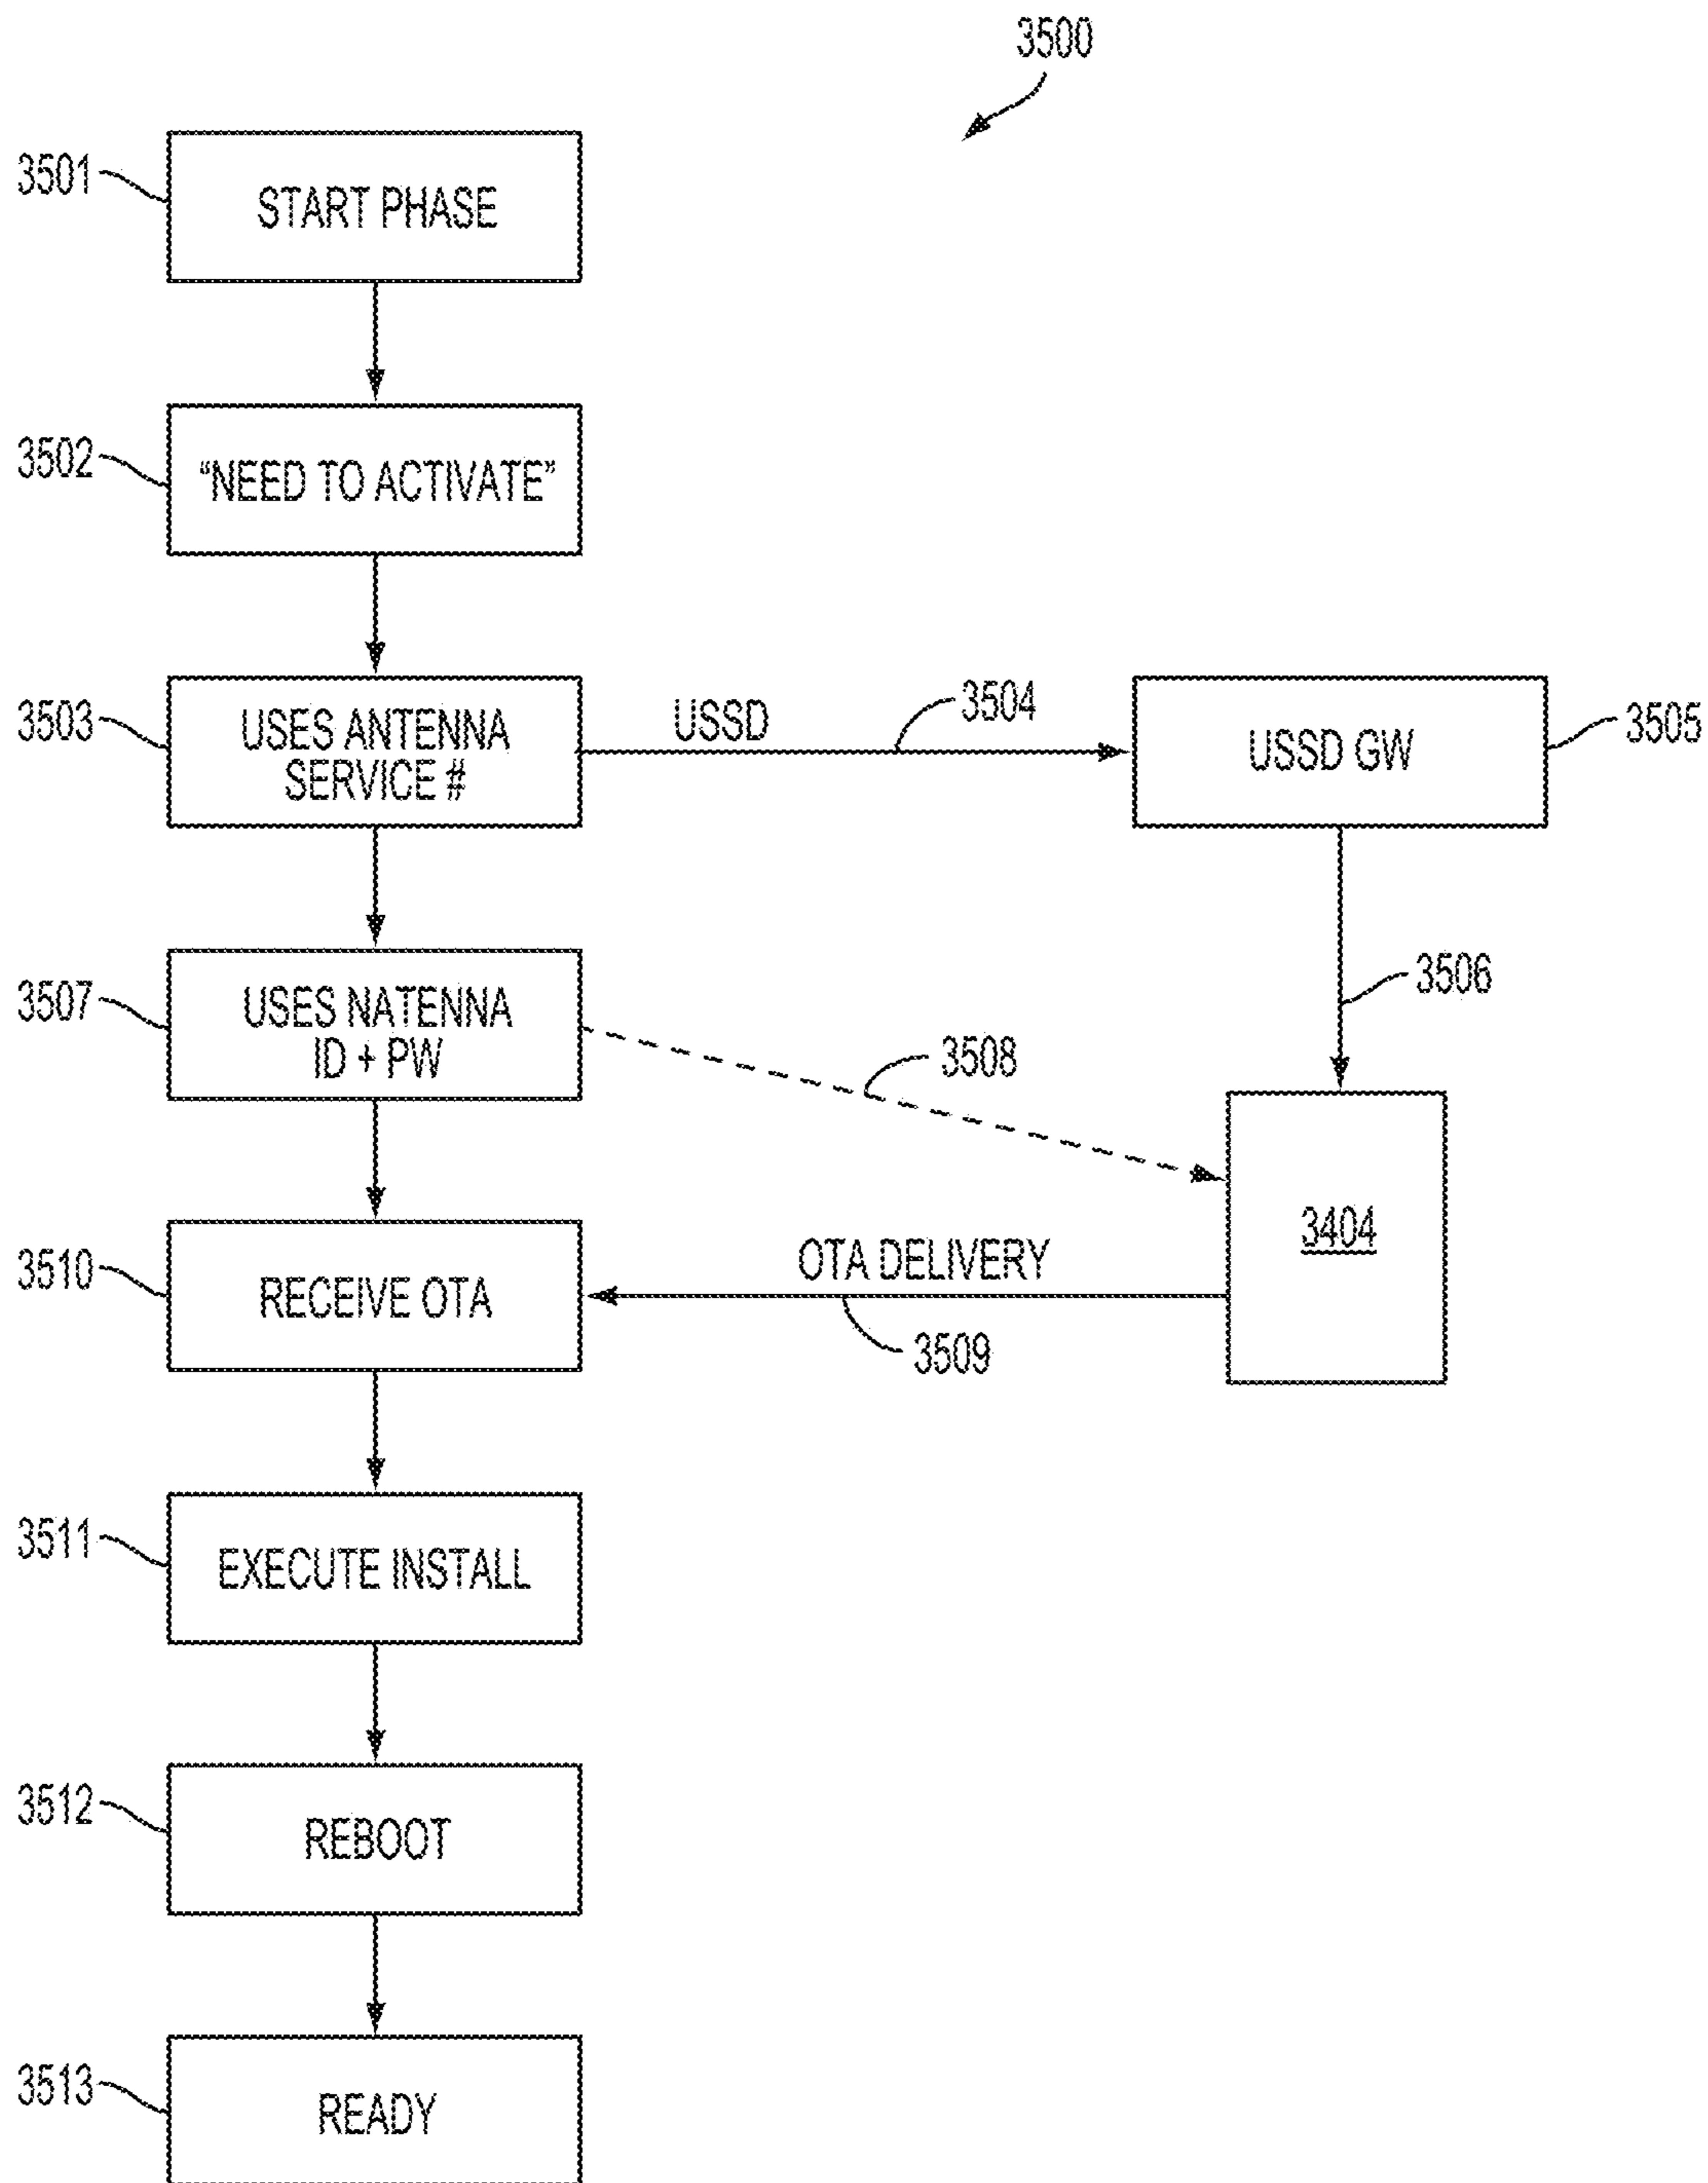 3500
3501
START PHASE
3502
“NEED TO ACTIVATE”
3503
USES ANTENNA
SERVICE #
USSD
3504
USSD GW
3505
3506
3507
USES NATENNA
ID + PW
3508
3404
3510
RECEIVE OTA
OTA DELIVERY
3509
3511
EXECUTE INSTALL
3512
REBOOT
3513
READY